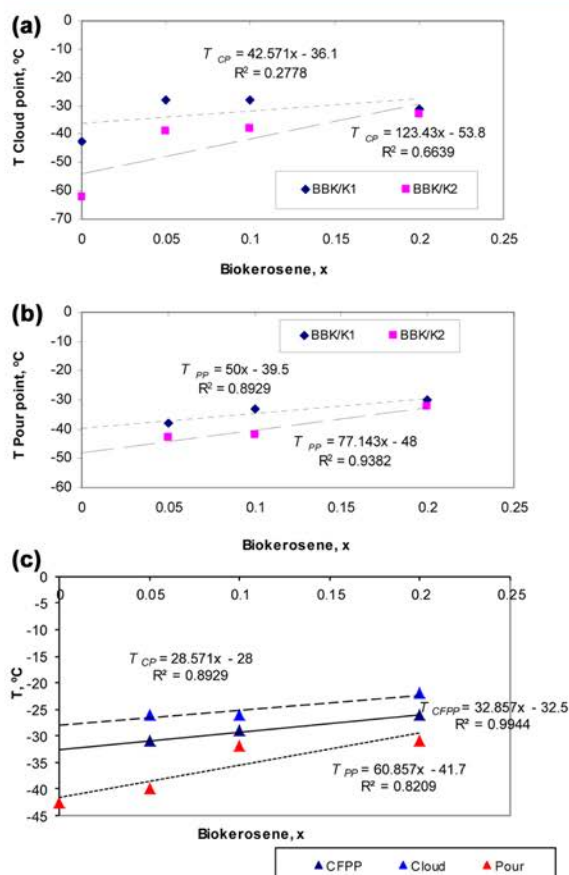 (a)
0
-10
-20
-30
-40
-50
-60
-70
T Cloud point, ºC
T CP = 42.571x - 36.1
R² = 0.2778
T CP = 123.43x - 53.8
R² = 0.6639
BBK/K1 BBK/K2
0 0.05 0.1 0.15 0.2 0.25
Biokerosene, x
(b)
0
-10
-20
-30
-40
-50
-60
T Pour point, ºC
BBK/K1 BBK/K2
T PP = 50x - 39.5
R² = 0.8929
T PP = 77.143x - 48
R² = 0.9382
0 0.05 0.1 0.15 0.2 0.25
Biokerosene, x
(c)
0
-5
-10
-15
-20
-25
-30
-35
-40
-45
T, ºC
0 0.05 0.1 0.15 0.2 0.25
T CP = 28.571x - 28
R² = 0.8929
T CFPP = 32.857x - 32.5
R² = 0.9944
T PP = 60.857x - 41.7
R² = 0.8209
Biokerosene, x
CFPP Cloud Pour